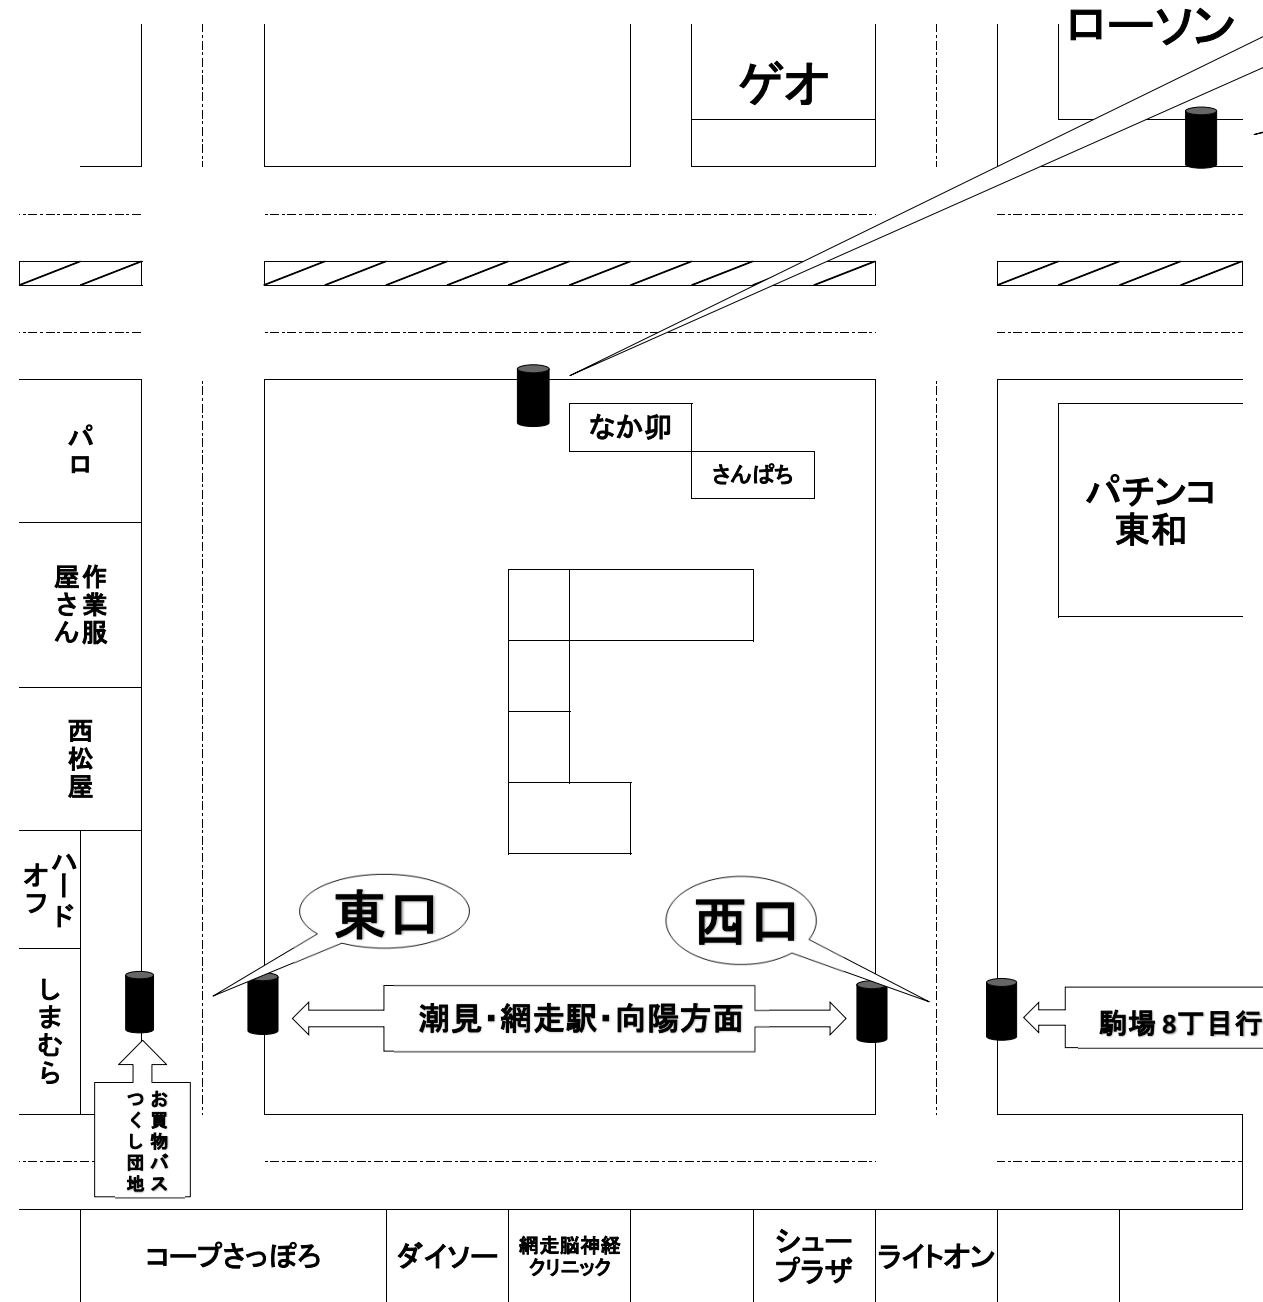 ローソン
ゲオ
なか卯
さんぱち
パロ
パチンコ
東和
作業服
屋さん
西松屋
ハード
オフ
東口
西口
しまむら
潮見・網走駅・向陽方面
駒場8丁目行
お買物バス
つくし団地
コープさっぽろ
ダイソー
網走脳神経
クリニック
シュー
プラザ
ライトオン